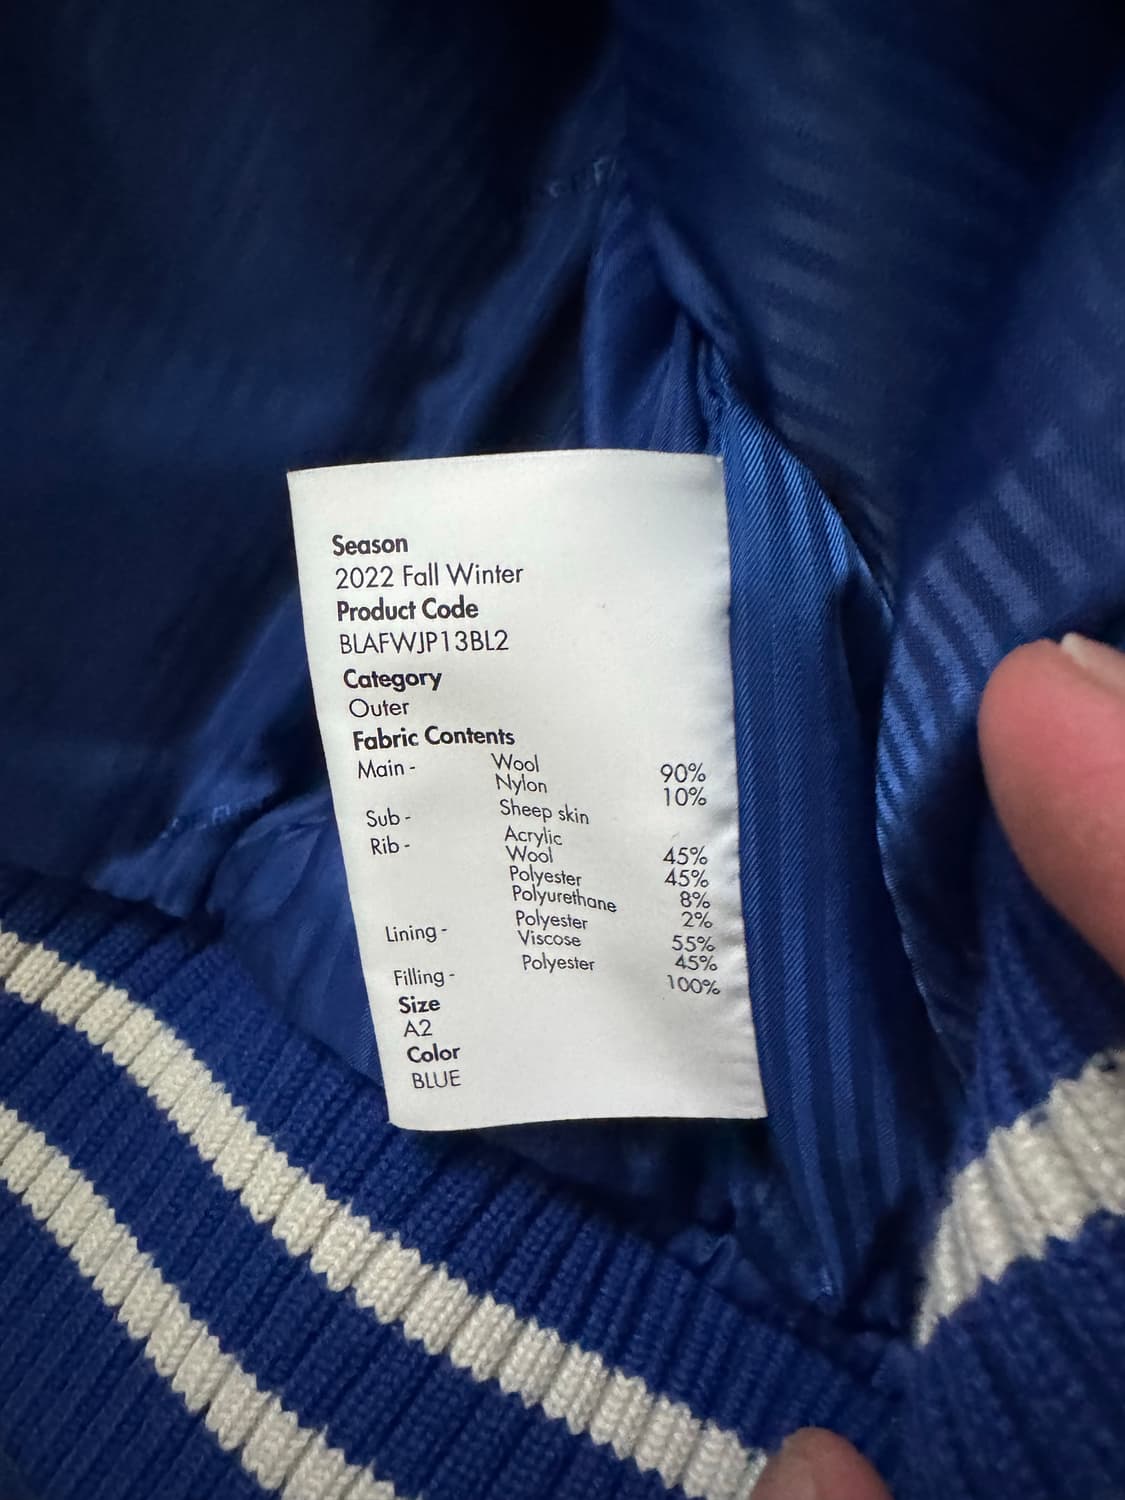 Season
2022 Fall Winter
Product Code
BLAFWJP13BL2
Category
Outer
Fabric Contents
Main - Wool 90%
Nylon 10%
Sub - Sheep skin
Rib - Acrylic 45%
Wool 45%
Polyester 8%
Polyurethane 2%
Lining - Polyester 55%
Viscose 45%
Filling - Polyester 100%
Size
A2
Color
BLUE